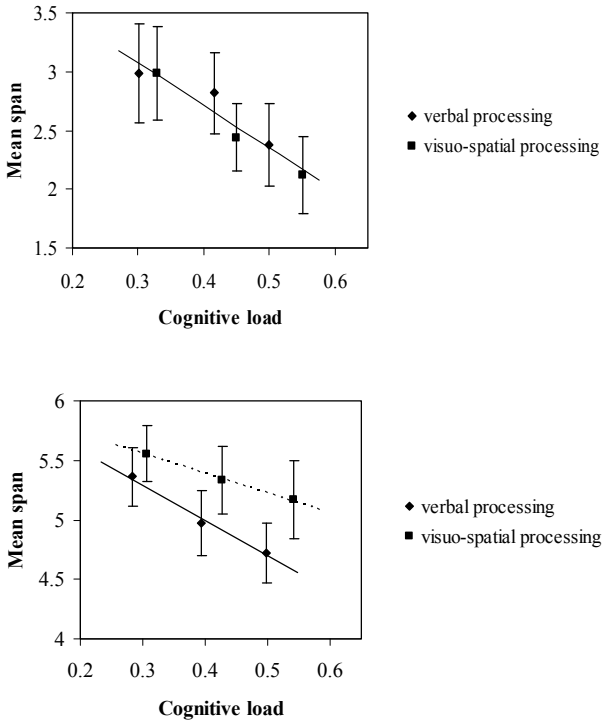 3.5
3
2.5
2
1.5
Mean span
0.2 0.3 0.4 0.5 0.6
Cognitive load
verbal processing
visuo-spatial processing
6
5.5
5
4.5
4
Mean span
0.2 0.3 0.4 0.5 0.6
Cognitive load
verbal processing
visuo-spatial processing